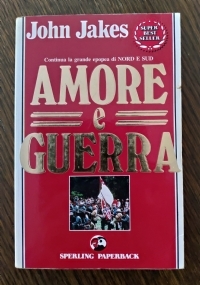 John Jakes
SUPER
BEST
SELLER
Continua la grande epopea di NORD E SUD
AMORE
e
GUERRA
SPERLING PAPERBACK